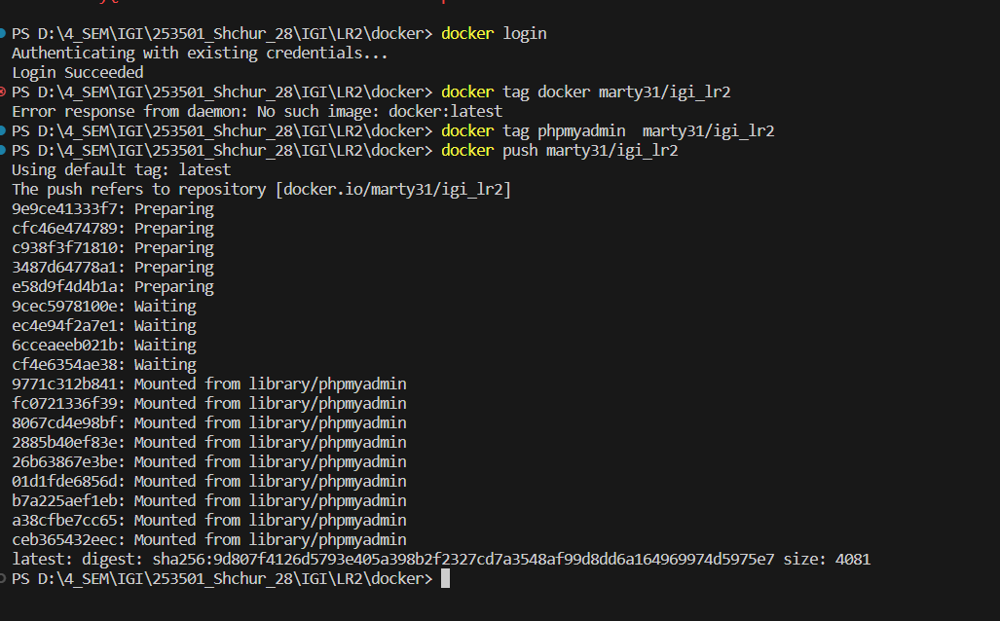 PS D:\4_SEM\IGI\253501_Shchur_28\IGI\LR2\docker> docker login
Authenticating with existing credentials...
Login Succeeded
PS D:\4_SEM\IGI\253501_Shchur_28\IGI\LR2\docker> docker tag docker marty31/igi_lr2
Error response from daemon: No such image: docker:latest
PS D:\4_SEM\IGI\253501_Shchur_28\IGI\LR2\docker> docker tag phpmyadmin  marty31/igi_lr2
PS D:\4_SEM\IGI\253501_Shchur_28\IGI\LR2\docker> docker push marty31/igi_lr2
Using default tag: latest
The push refers to repository [docker.io/marty31/igi_lr2]
9e9ce41333f7: Preparing
cfc46e474789: Preparing
c938f3f71810: Preparing
3487d64778a1: Preparing
e58d9f4d4b1a: Preparing
9cec5978100e: Waiting
ec4e94f2a7e1: Waiting
6cceaeeb021b: Waiting
cf4e6354ae38: Waiting
9771c312b841: Mounted from library/phpmyadmin
fc0721336f39: Mounted from library/phpmyadmin
8067cd4e98bf: Mounted from library/phpmyadmin
2885b40ef83e: Mounted from library/phpmyadmin
26b63867e3be: Mounted from library/phpmyadmin
01d1fde6856d: Mounted from library/phpmyadmin
b7a225aef1eb: Mounted from library/phpmyadmin
a38cfbe7cc65: Mounted from library/phpmyadmin
ceb365432eec: Mounted from library/phpmyadmin
latest: digest: sha256:9d807f4126d5793e405a398b2f2327cd7a3548af99d8dd6a164969974d5975e7 size: 4081
PS D:\4_SEM\IGI\253501_Shchur_28\IGI\LR2\docker>